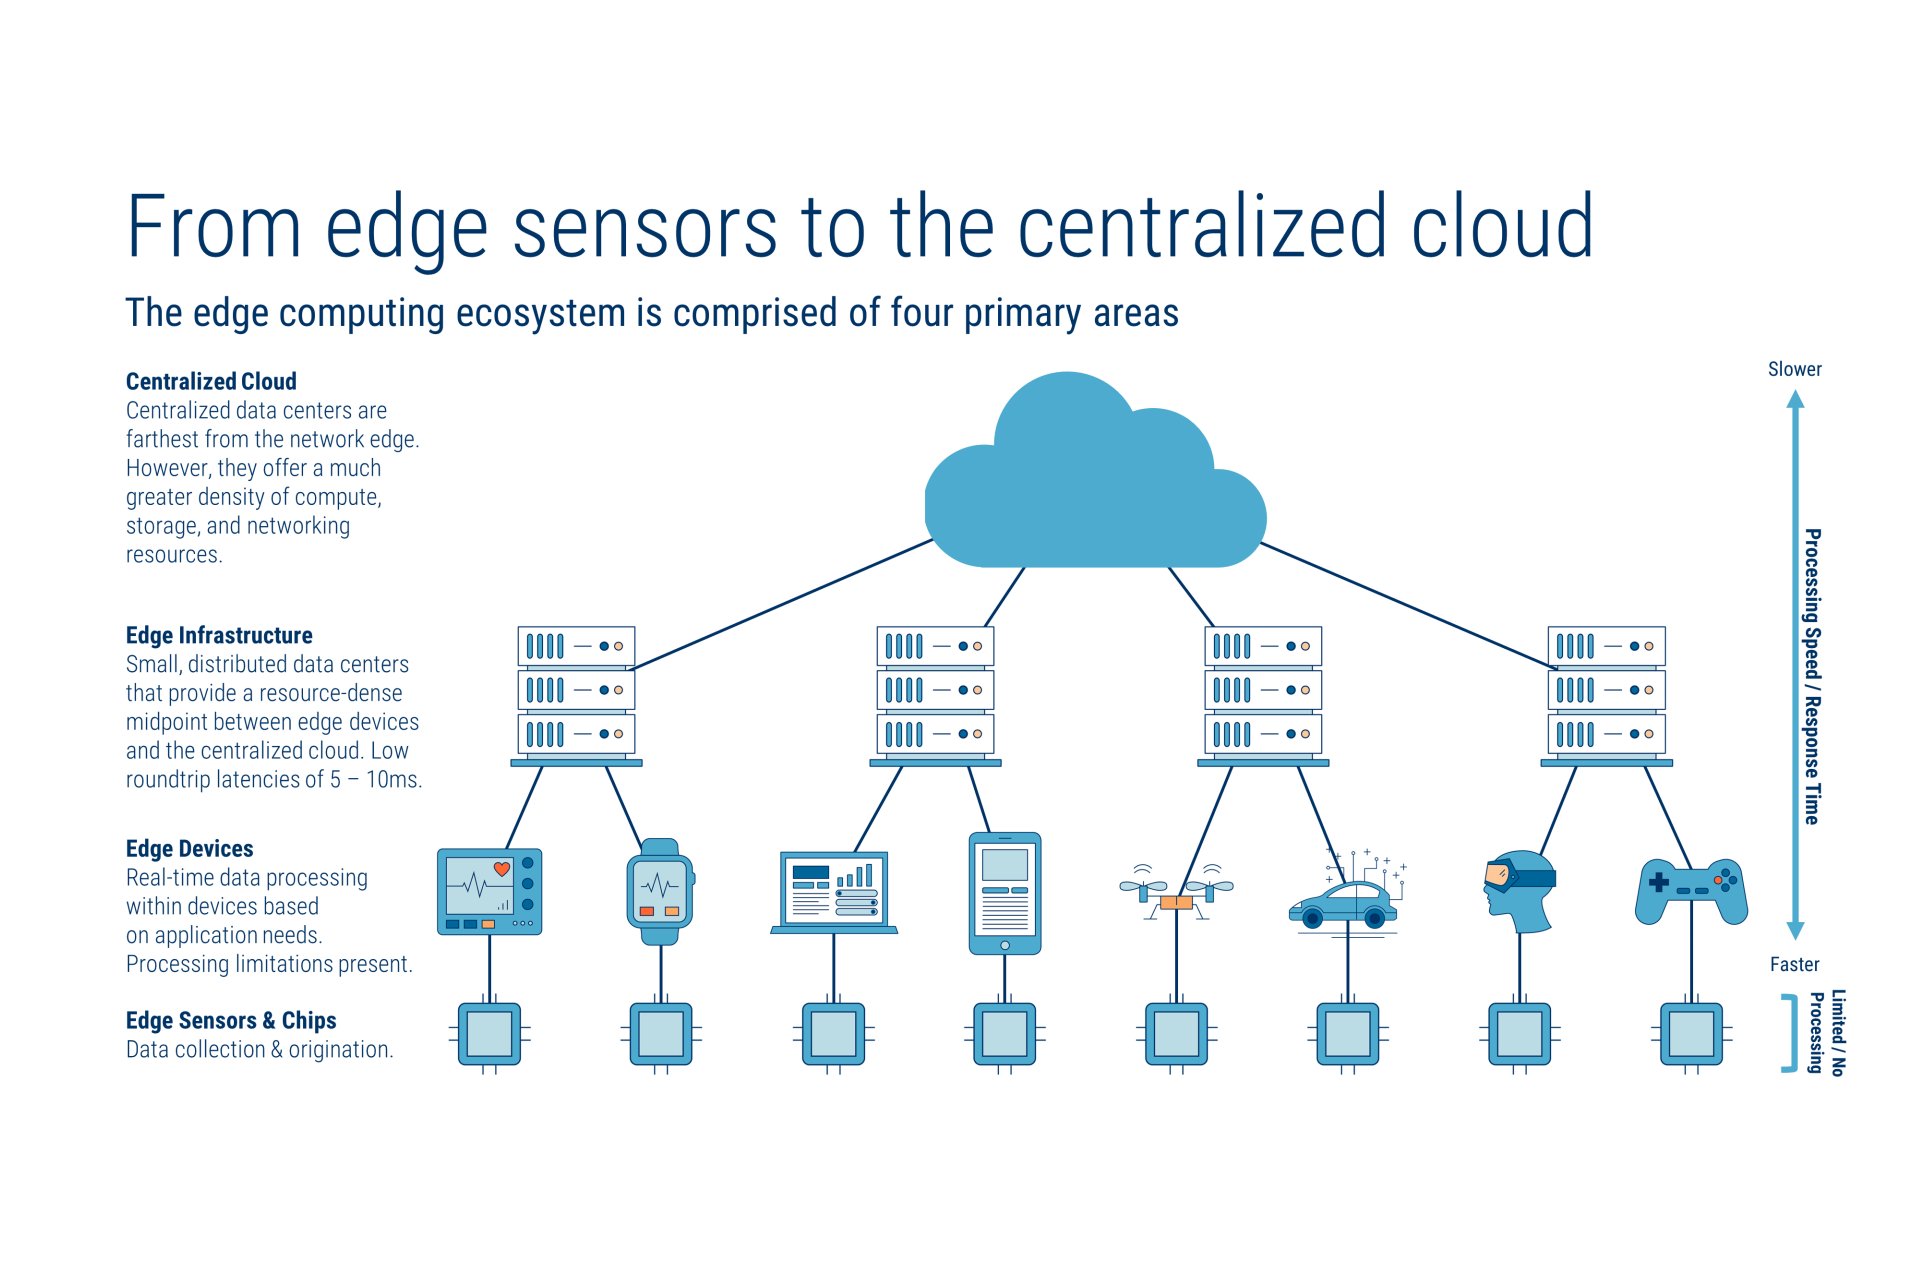 From edge sensors to the centralized cloud
The edge computing ecosystem is comprised of four primary areas
Centralized Cloud
Centralized data centers are
farthest from the network edge.
However, they offer a much
greater density of compute,
storage, and networking
resources.
Edge Infrastructure
Small, distributed data centers
that provide a resource-dense
midpoint between edge devices
and the centralized cloud. Low
roundtrip latencies of 5 – 10ms.
Edge Devices
Real-time data processing
within devices based
on application needs.
Processing limitations present.
Edge Sensors & Chips
Data collection & origination.
Slower
Processing Speed / Response Time
Faster
Limited / No
Processing